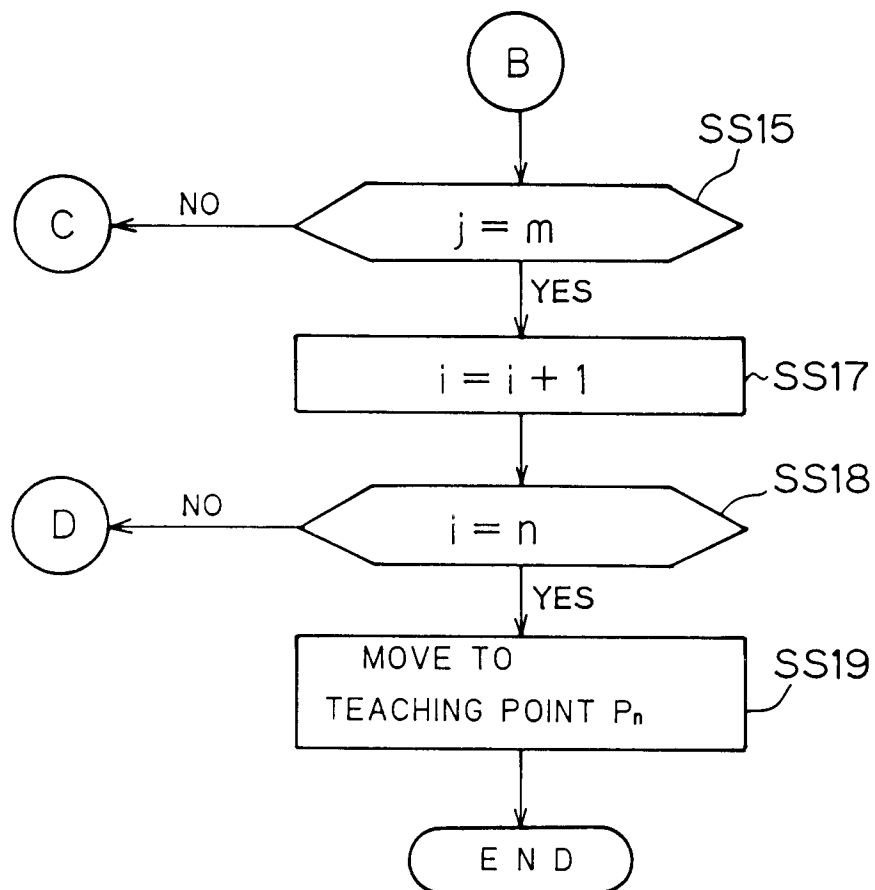 B
SS15
C
NO
j = m
YES
i = i + 1
SS17
SS18
D
NO
i = n
YES
MOVE TO
TEACHING POINT Pn
SS19
END